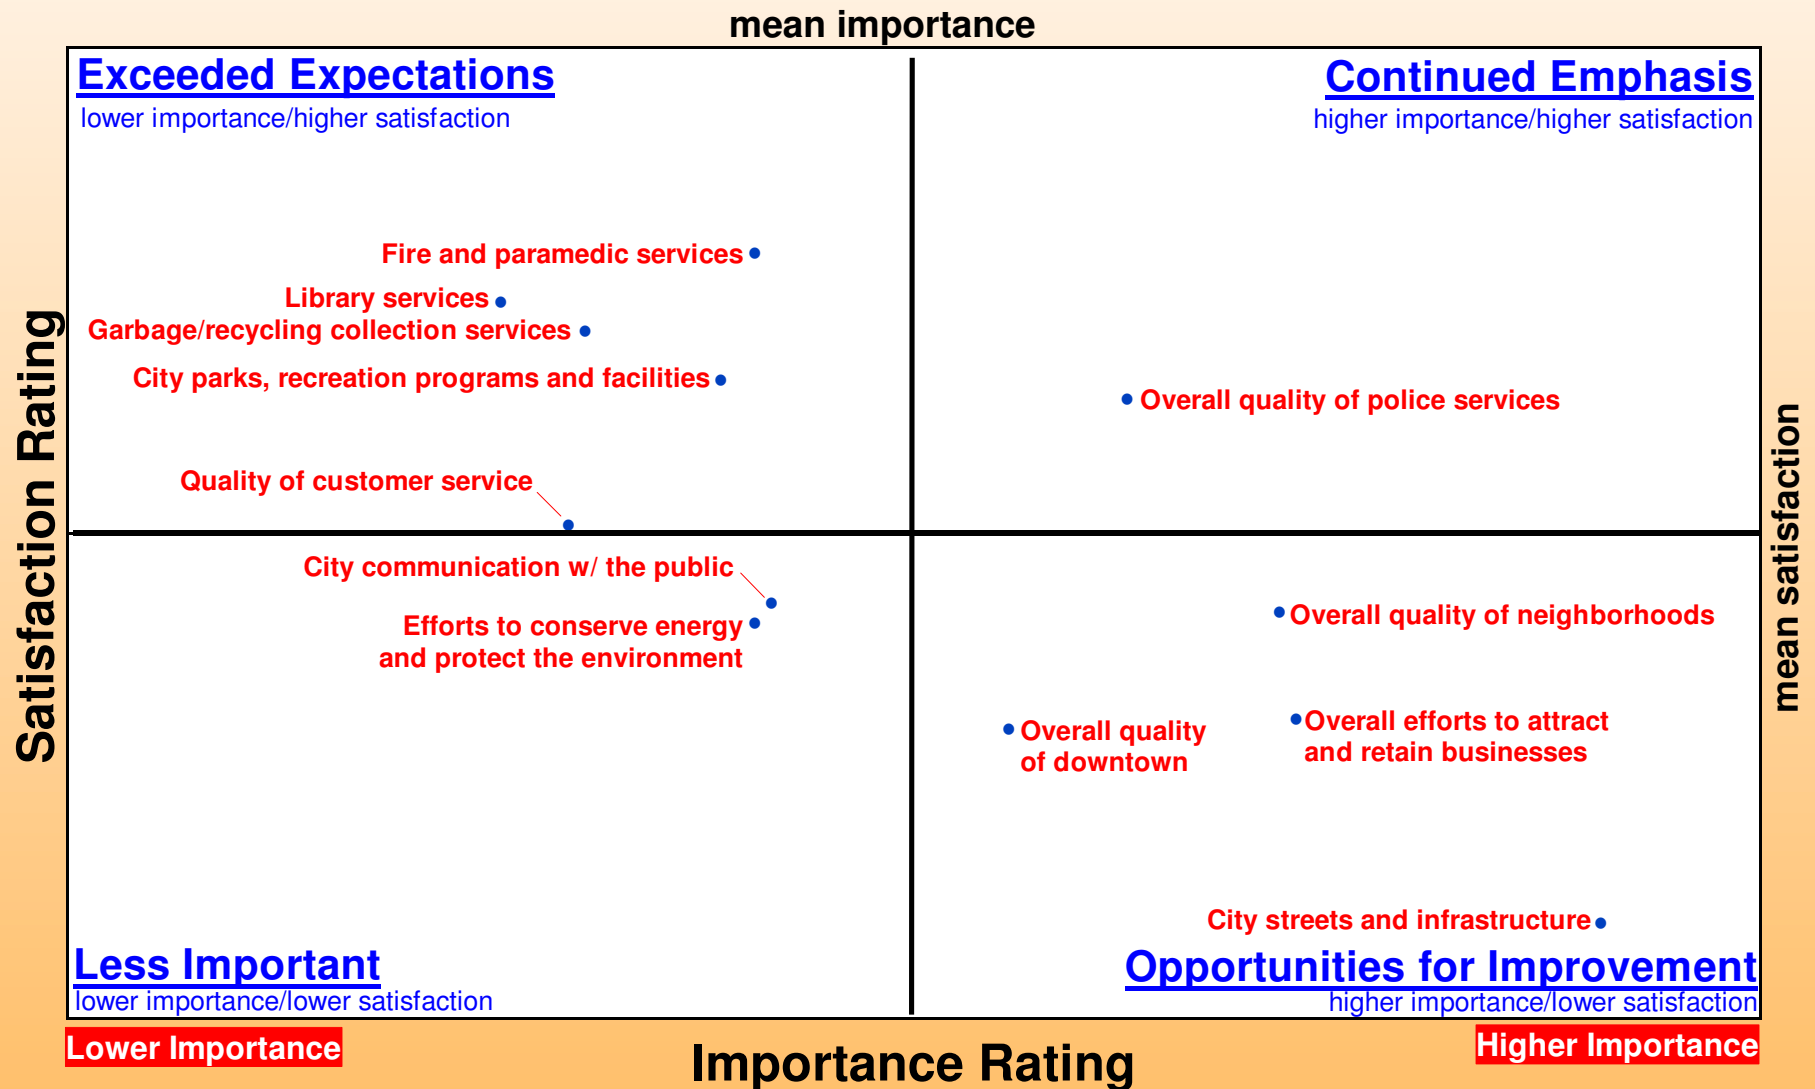 mean importance
Exceeded Expectations
lower importance/higher satisfaction
Continued Emphasis
higher importance/higher satisfaction
Fire and paramedic services
Library services
Garbage/recycling collection services
City parks, recreation programs and facilities
Overall quality of police services
Quality of customer service
Satisfaction Rating
mean satisfaction
City communication w/ the public
Efforts to conserve energy
and protect the environment
Overall quality of neighborhoods
Overall quality
of downtown
Overall efforts to attract
and retain businesses
City streets and infrastructure
Less Important
lower importance/lower satisfaction
Opportunities for Improvement
higher importance/lower satisfaction
Lower Importance
Importance Rating
Higher Importance